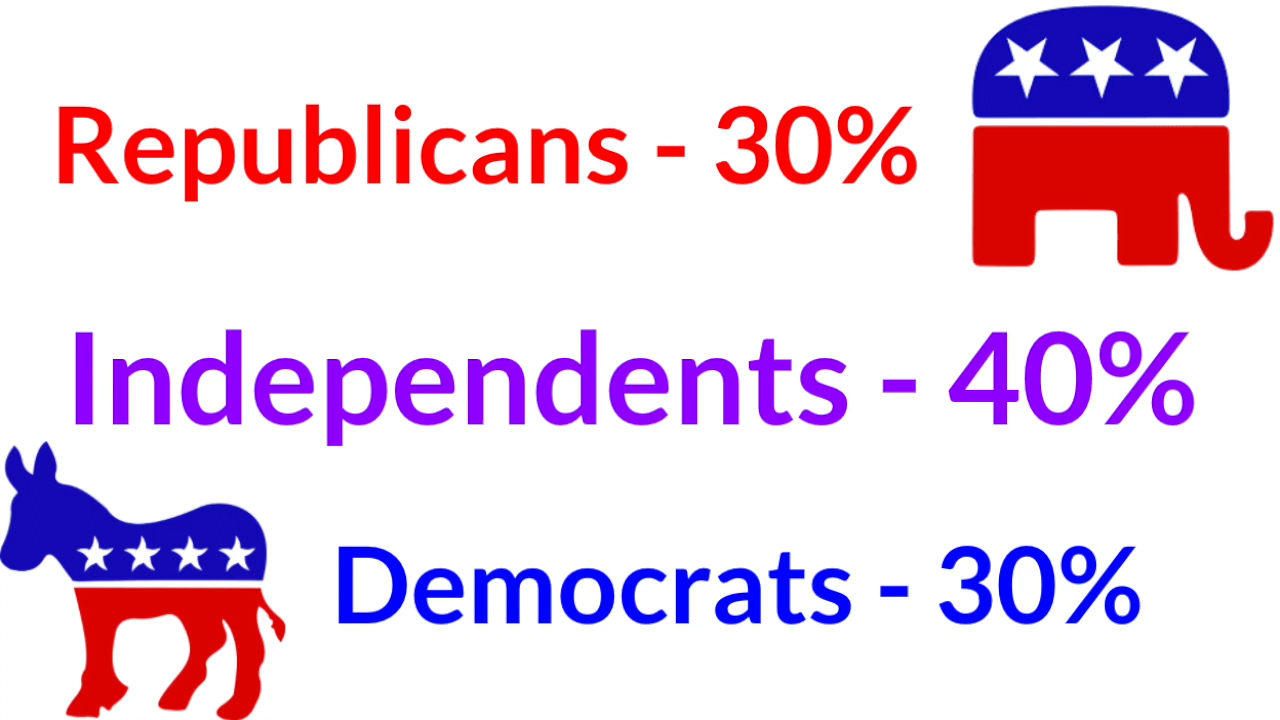 Republicans - 30%
Independents - 40%
Democrats - 30%